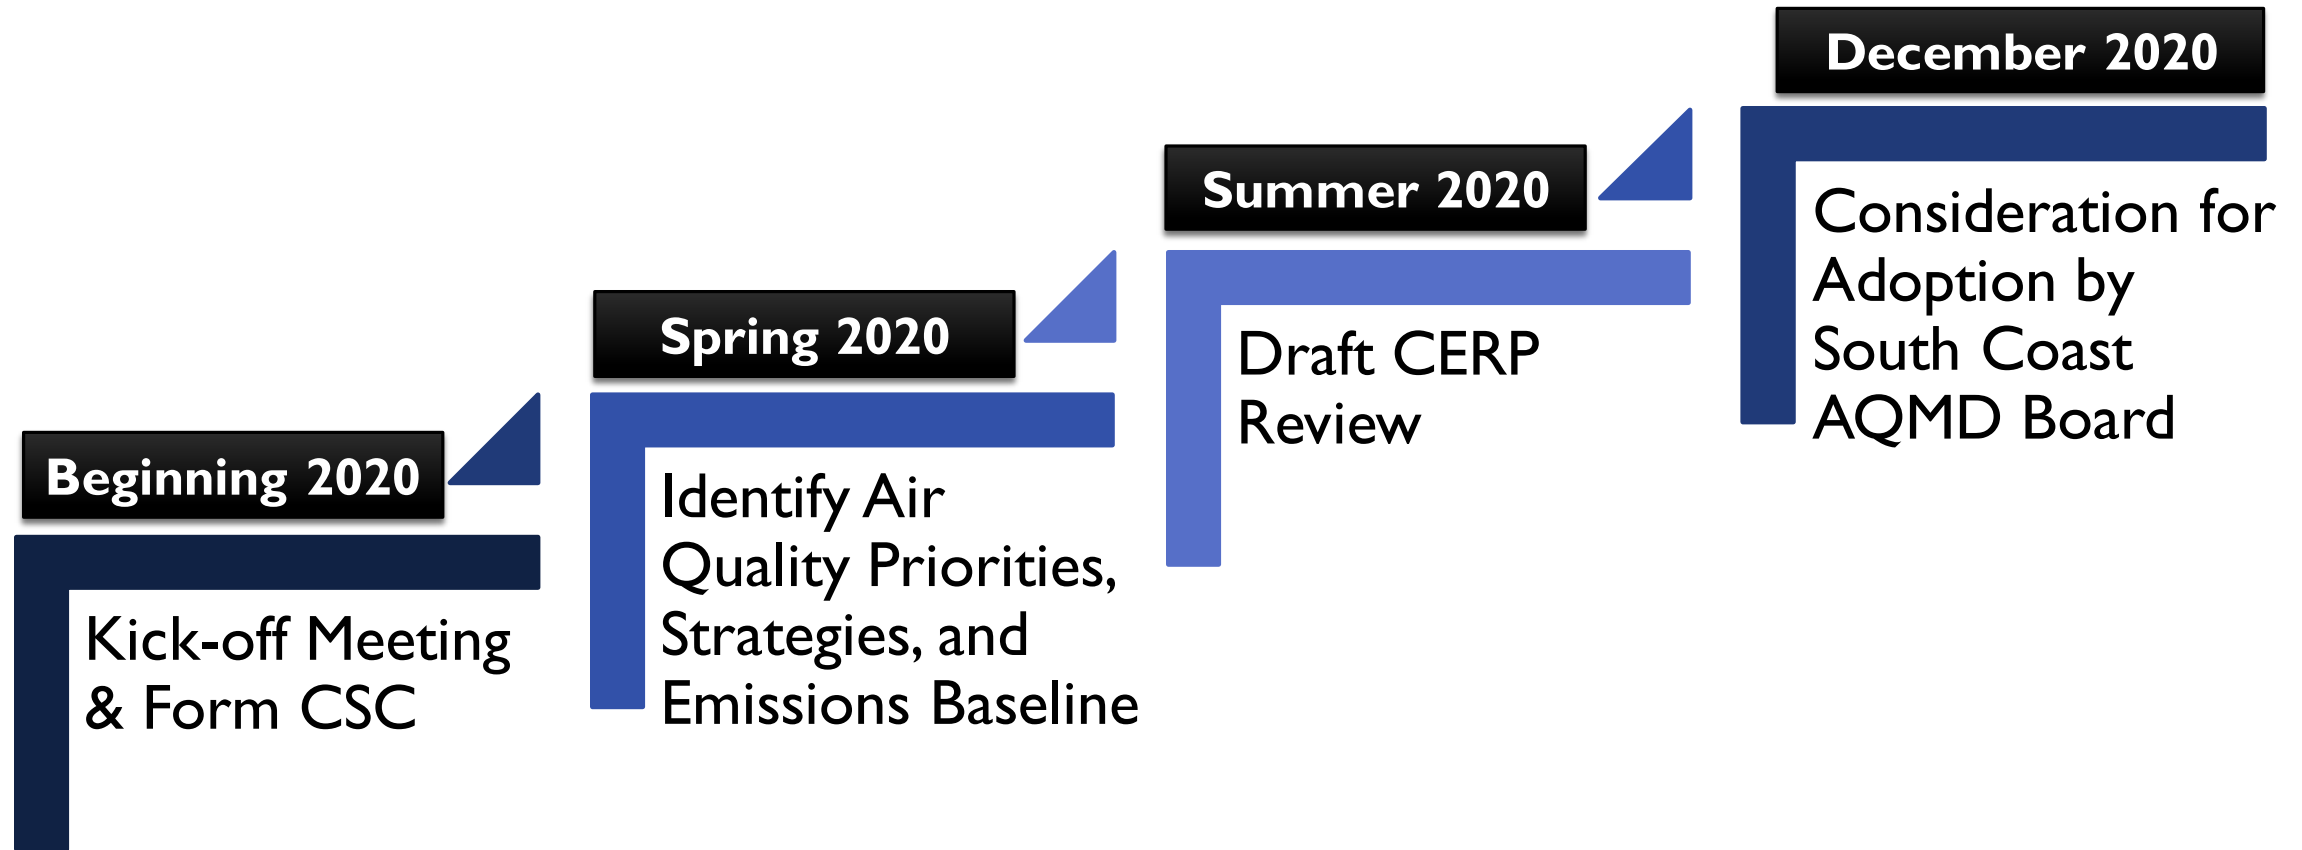 Beginning 2020
Kick-off Meeting
& Form CSC
Spring 2020
Identify Air
Quality Priorities,
Strategies, and
Emissions Baseline
Summer 2020
Draft CERP
Review
December 2020
Consideration for
Adoption by
South Coast
AQMD Board